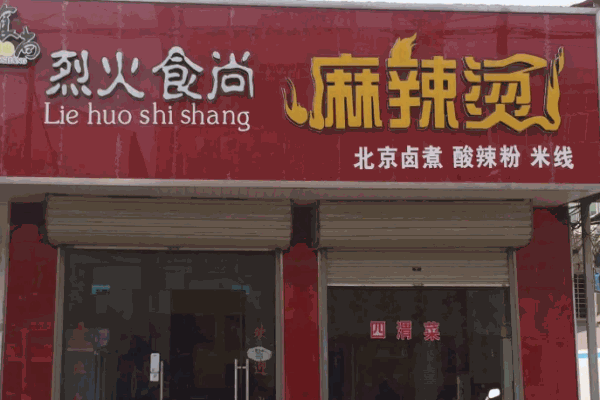 烈火食尚
Lie huo shi shang
麻辣烫
北京卤煮 酸辣粉 米线
四渭菜